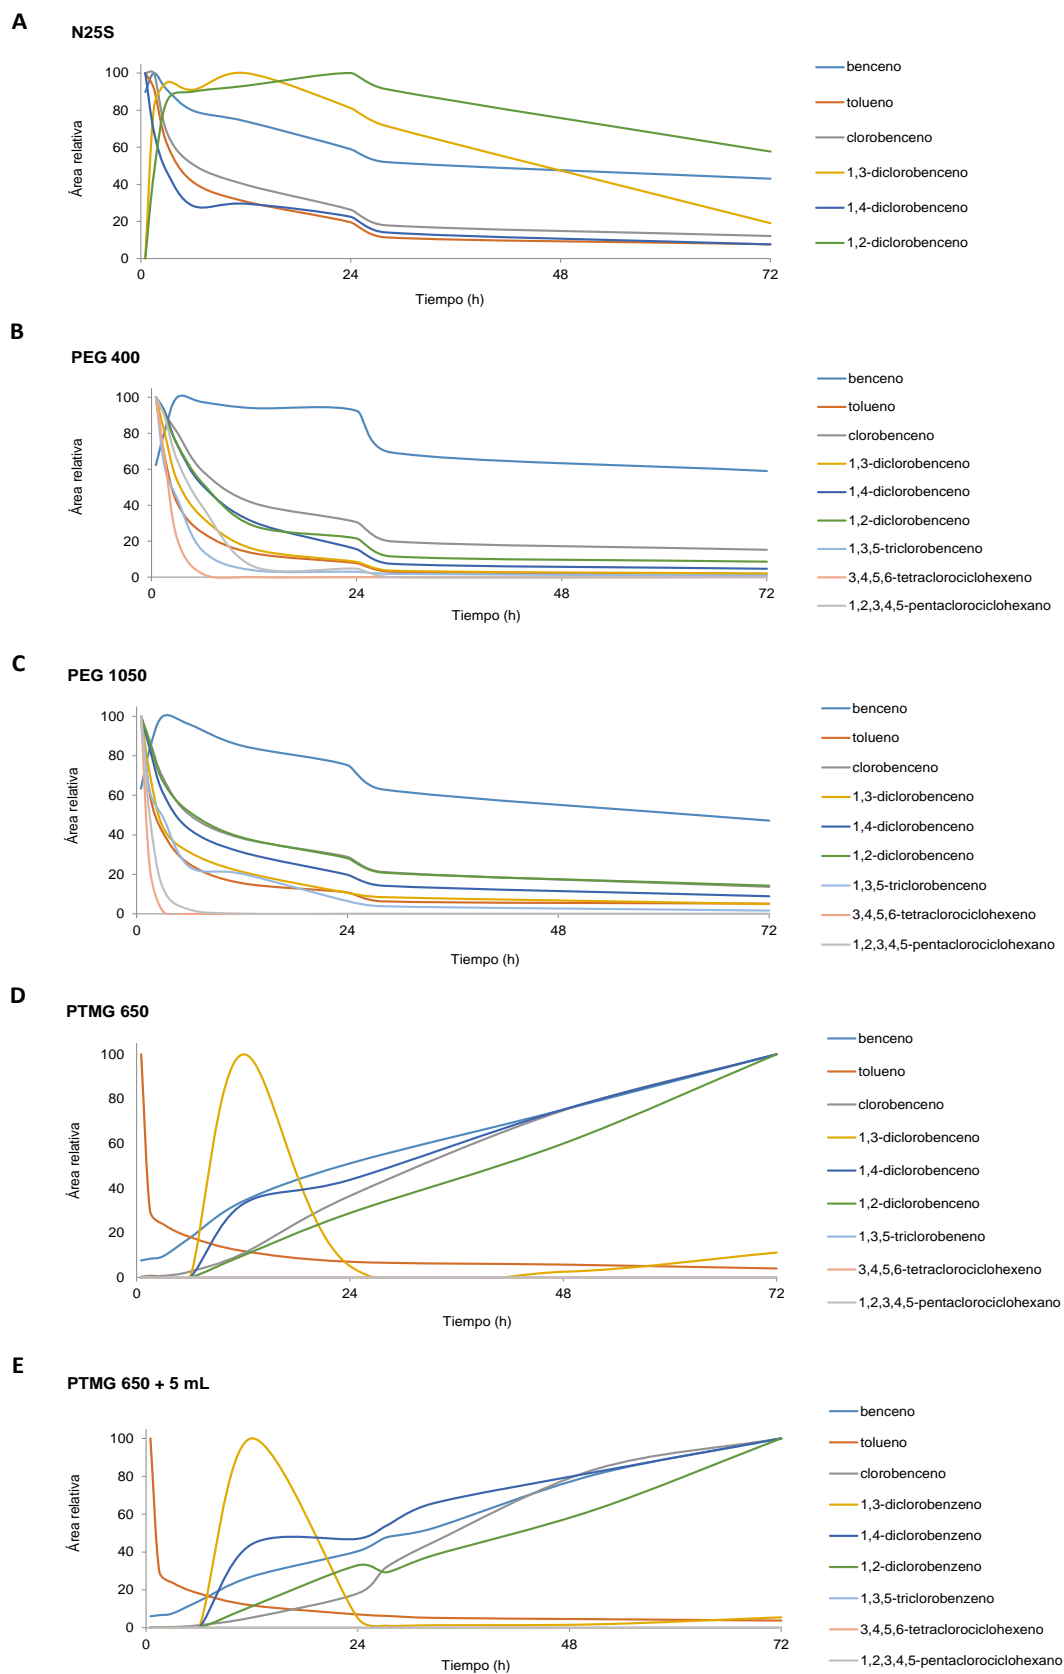 A
N25S
100
80
60
40
20
0
0
24
48
72
Área relativa
Tiempo (h)
benceno
tolueno
clorobenceno
1,3-diclorobenceno
1,4-diclorobenceno
1,2-diclorobenceno
B
PEG 400
100
80
60
40
20
0
0
24
48
72
Área relativa
Tiempo (h)
benceno
tolueno
clorobenceno
1,3-diclorobenceno
1,4-diclorobenceno
1,2-diclorobenceno
1,3,5-triclorobenceno
3,4,5,6-tetraclorociclohexeno
1,2,3,4,5-pentaclorociclohexano
C
PEG 1050
100
80
60
40
20
0
0
24
48
72
Área relativa
Tiempo (h)
benceno
tolueno
clorobenceno
1,3-diclorobenceno
1,4-diclorobenceno
1,2-diclorobenceno
1,3,5-triclorobenceno
3,4,5,6-tetraclorociclohexeno
1,2,3,4,5-pentaclorociclohexano
D
PTMG 650
100
80
60
40
20
0
0
24
48
72
Área relativa
Tiempo (h)
benceno
tolueno
clorobenceno
1,3-diclorobenceno
1,4-diclorobenceno
1,2-diclorobenceno
1,3,5-triclorobeneno
3,4,5,6-tetraclorociclohexeno
1,2,3,4,5-pentaclorociclohexano
E
PTMG 650 + 5 mL
100
80
60
40
20
0
0
24
48
72
Área relativa
Tiempo (h)
benceno
tolueno
clorobenceno
1,3-diclorobenzeno
1,4-diclorobenzeno
1,2-diclorobenzeno
1,3,5-triclorobenzeno
3,4,5,6-tetraclorociclohexeno
1,2,3,4,5-pentaclorociclohexano